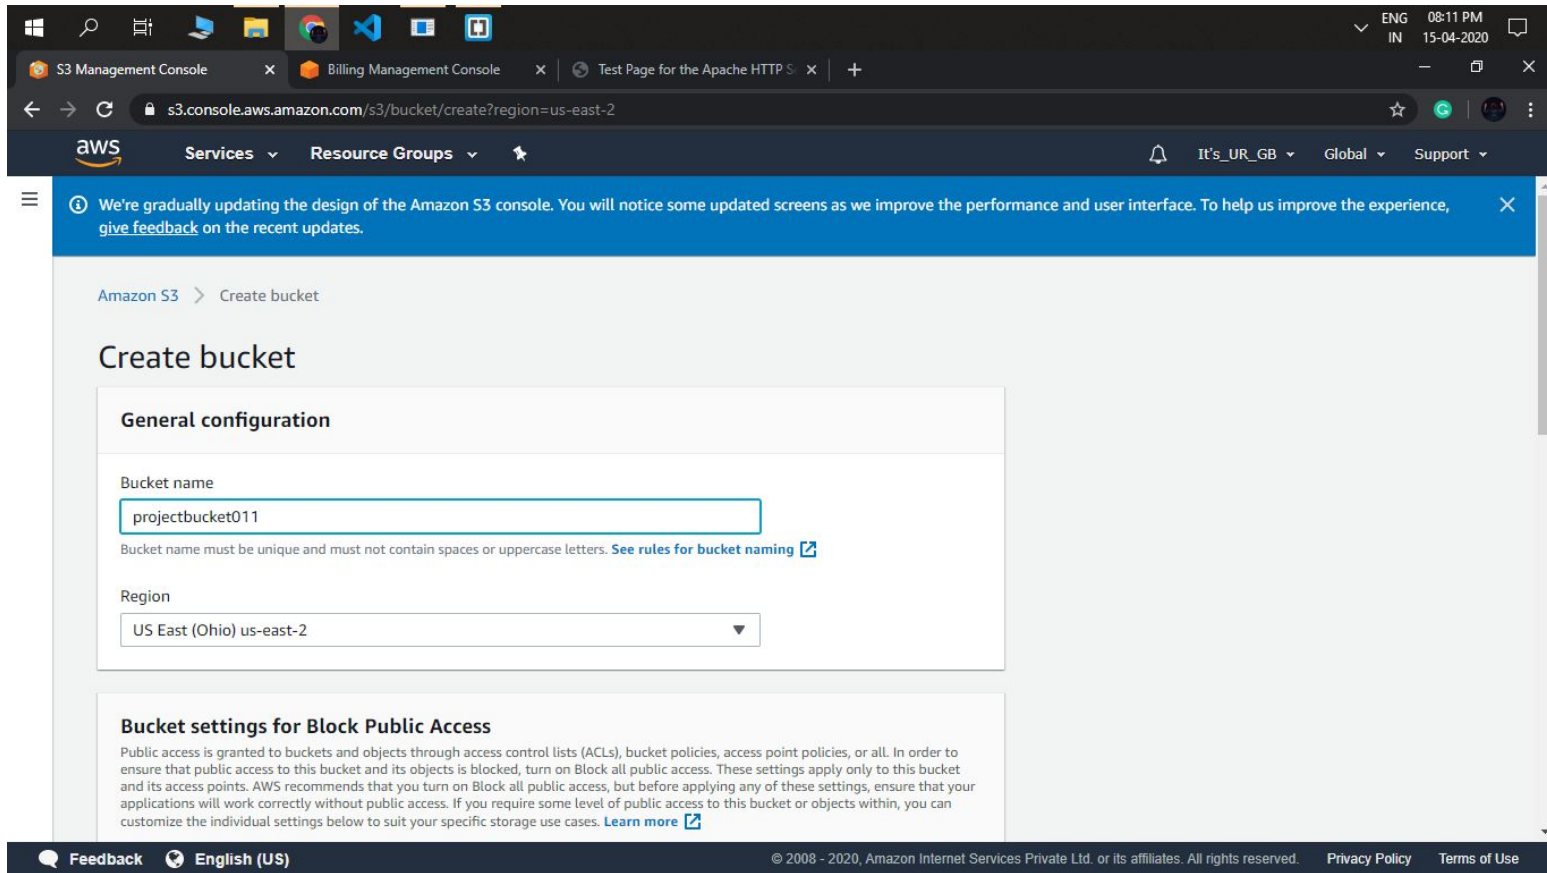 ENG 08:11 PM
IN 15-04-2020
S3 Management Console
Billing Management Console
Test Page for the Apache HTTP S
s3.console.aws.amazon.com/s3/bucket/create?region=us-east-2
aws Services Resource Groups It's_UR_GB Global Support
We're gradually updating the design of the Amazon S3 console. You will notice some updated screens as we improve the performance and user interface. To help us improve the experience,
give feedback on the recent updates.
Amazon S3 > Create bucket
Create bucket
General configuration
Bucket name
projectbucket011
Bucket name must be unique and must not contain spaces or uppercase letters. See rules for bucket naming
Region
US East (Ohio) us-east-2
Bucket settings for Block Public Access
Public access is granted to buckets and objects through access control lists (ACLs), bucket policies, access point policies, or all. In order to
ensure that public access to this bucket and its objects is blocked, turn on Block all public access. These settings apply only to this bucket
and its access points. AWS recommends that you turn on Block all public access, but before applying any of these settings, ensure that your
applications will work correctly without public access. If you require some level of public access to this bucket or objects within, you can
customize the individual settings below to suit your specific storage use cases. Learn more
Feedback English (US) © 2008 - 2020, Amazon Internet Services Private Ltd. or its affiliates. All rights reserved. Privacy Policy Terms of Use